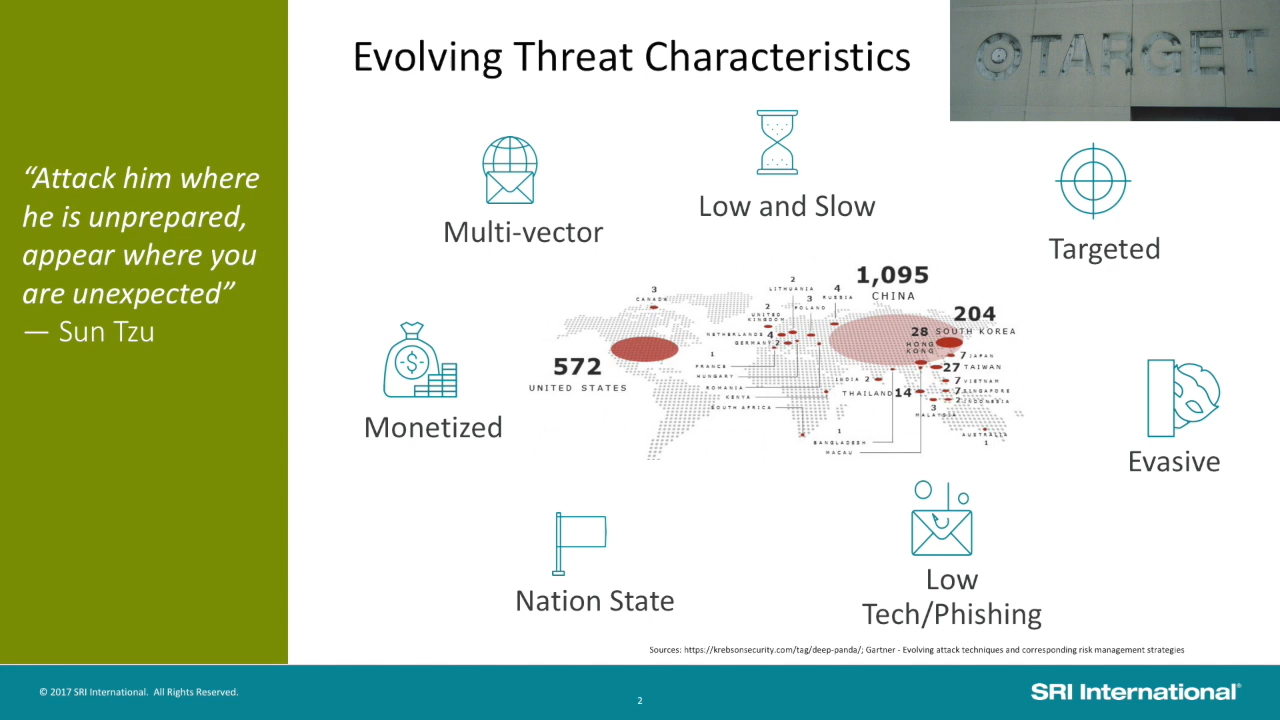 Evolving Threat Characteristics
TARGET
“Attack him where
he is unprepared,
appear where you
are unexpected”
— Sun Tzu
Multi-vector
Low and Slow
Targeted
Monetized
Evasive
Nation State
Low
Tech/Phishing
3
CANADA
572
UNITED STATES
2
LITHUANIA
3
POLAND
4
RUSSIA
2
UNITED
KINGDOM
NETHERLANDS 4
GERMANY 2
1
FRANCE
HUNGARY
ROMANIA
KENYA
SOUTH AFRICA
1,095
CHINA
204
SOUTH KOREA
28
HONG
KONG
7 JAPAN
27 TAIWAN
INDIA 2
THAILAND 14
7 VIETNAM
7 SINGAPORE
2 INDONESIA
3
MALAYSIA
AUSTRALIA
1
1
BANGLADESH
MACAU
Sources: https://krebsonsecurity.com/tag/deep-panda/; Gartner - Evolving attack techniques and corresponding risk management strategies
© 2017 SRI International. All Rights Reserved.
2
SRI International®